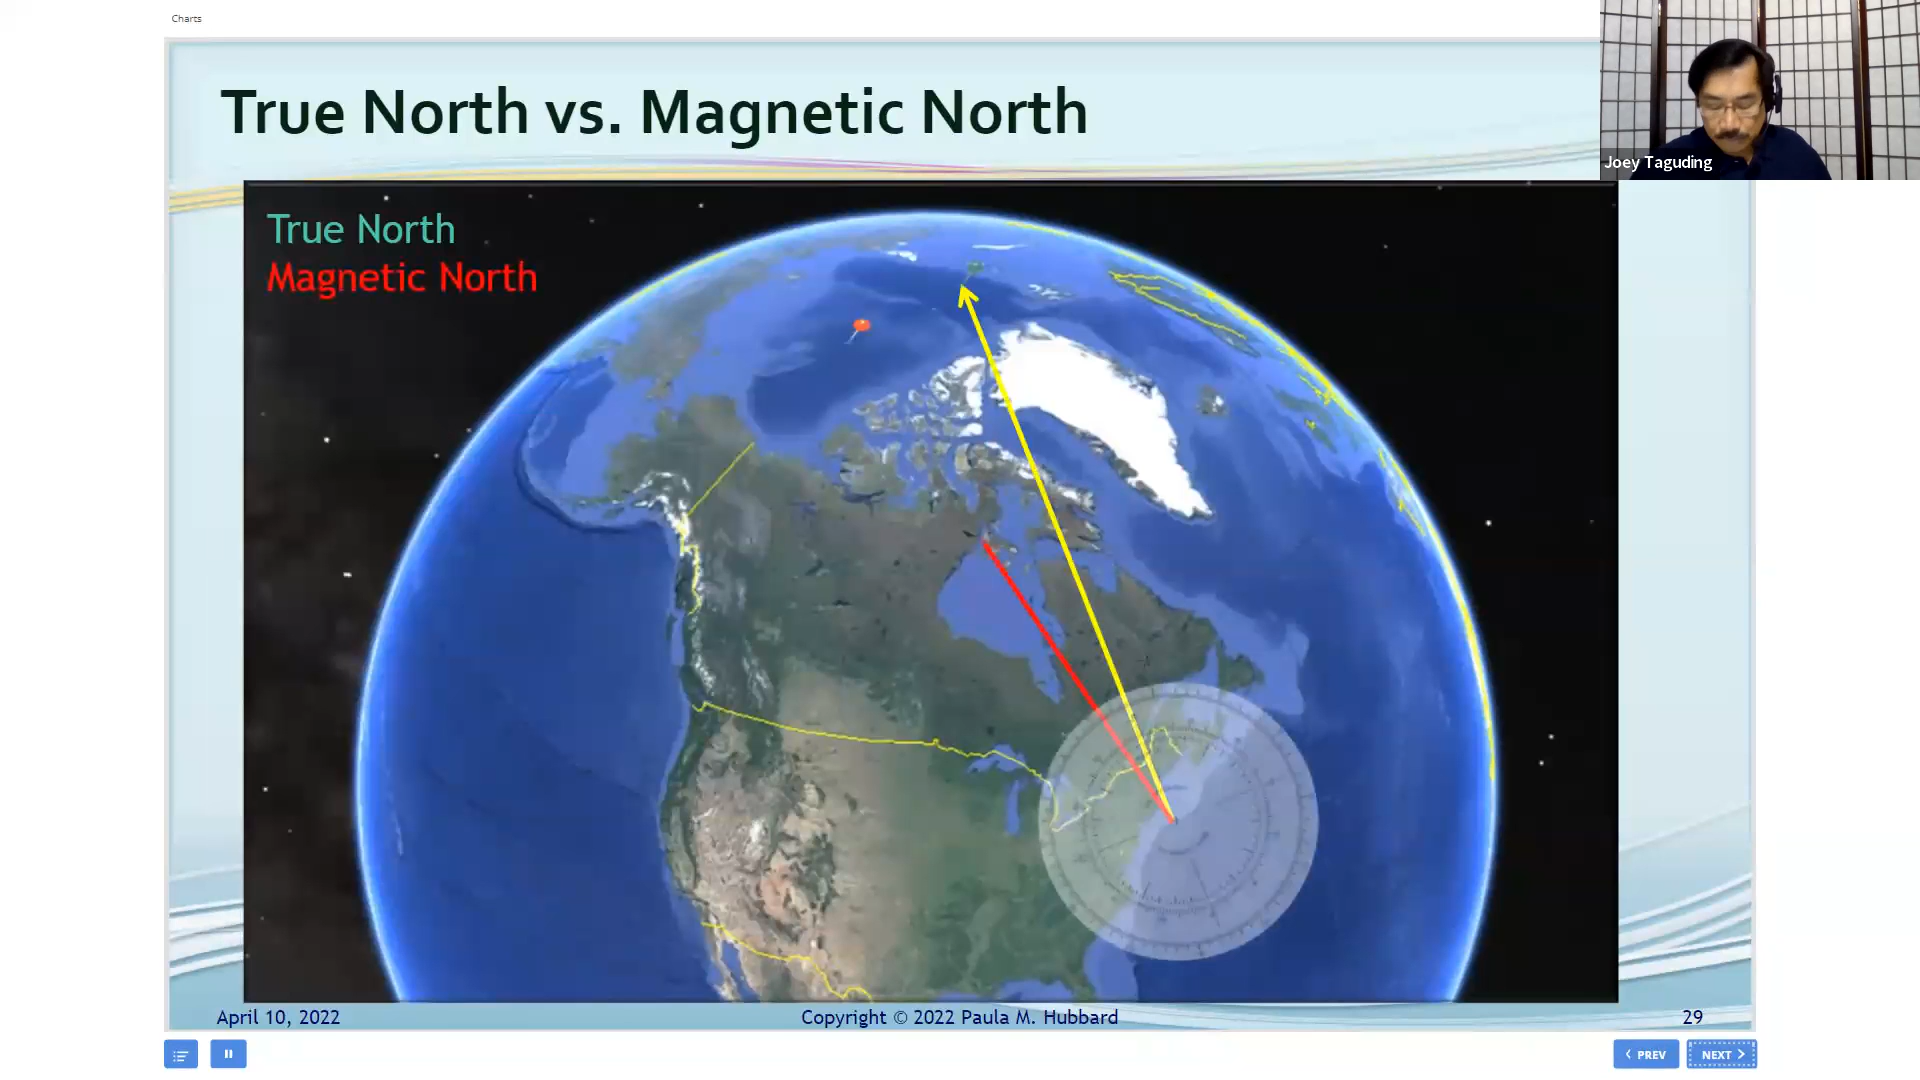 Charts
True North vs. Magnetic North
Joey Taguding
True North
Magnetic North
April 10, 2022
Copyright © 2022 Paula M. Hubbard
29
PREV
NEXT